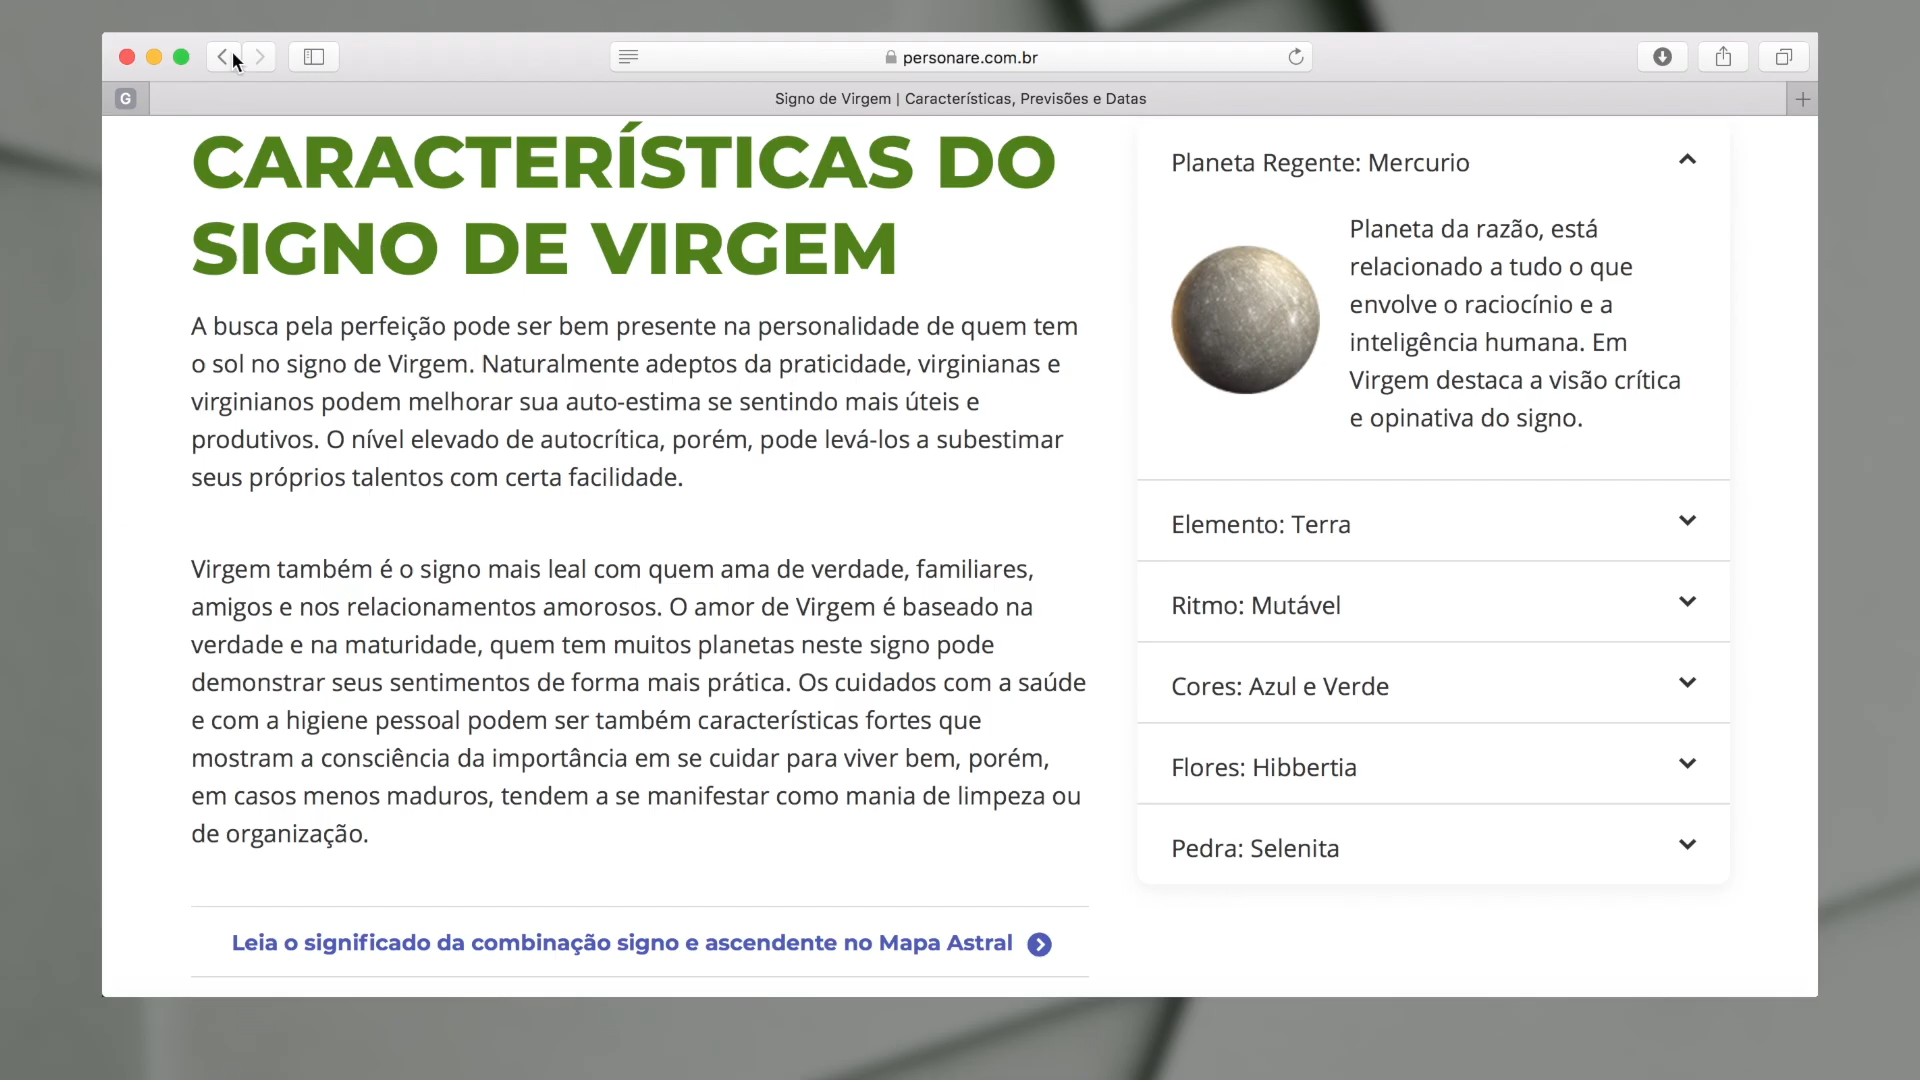 personare.com.br
G
Signo de Virgem | Características, Previsões e Datas
CARACTERÍSTICAS DO
SIGNO DE VIRGEM
A busca pela perfeição pode ser bem presente na personalidade de quem tem
o sol no signo de Virgem. Naturalmente adeptos da praticidade, virginianas e
virginianos podem melhorar sua auto-estima se sentindo mais úteis e
produtivos. O nível elevado de autocrítica, porém, pode levá-los a subestimar
seus próprios talentos com certa facilidade.
Virgem também é o signo mais leal com quem ama de verdade, familiares,
amigos e nos relacionamentos amorosos. O amor de Virgem é baseado na
verdade e na maturidade, quem tem muitos planetas neste signo pode
demonstrar seus sentimentos de forma mais prática. Os cuidados com a saúde
e com a higiene pessoal podem ser também características fortes que
mostram a consciência da importância em se cuidar para viver bem, porém,
em casos menos maduros, tendem a se manifestar como mania de limpeza ou
de organização.
Leia o significado da combinação signo e ascendente no Mapa Astral
Planeta Regente: Mercurio
Planeta da razão, está
relacionado a tudo o que
envolve o raciocínio e a
inteligência humana. Em
Virgem destaca a visão crítica
e opinativa do signo.
Elemento: Terra
Ritmo: Mutável
Cores: Azul e Verde
Flores: Hibbertia
Pedra: Selenita